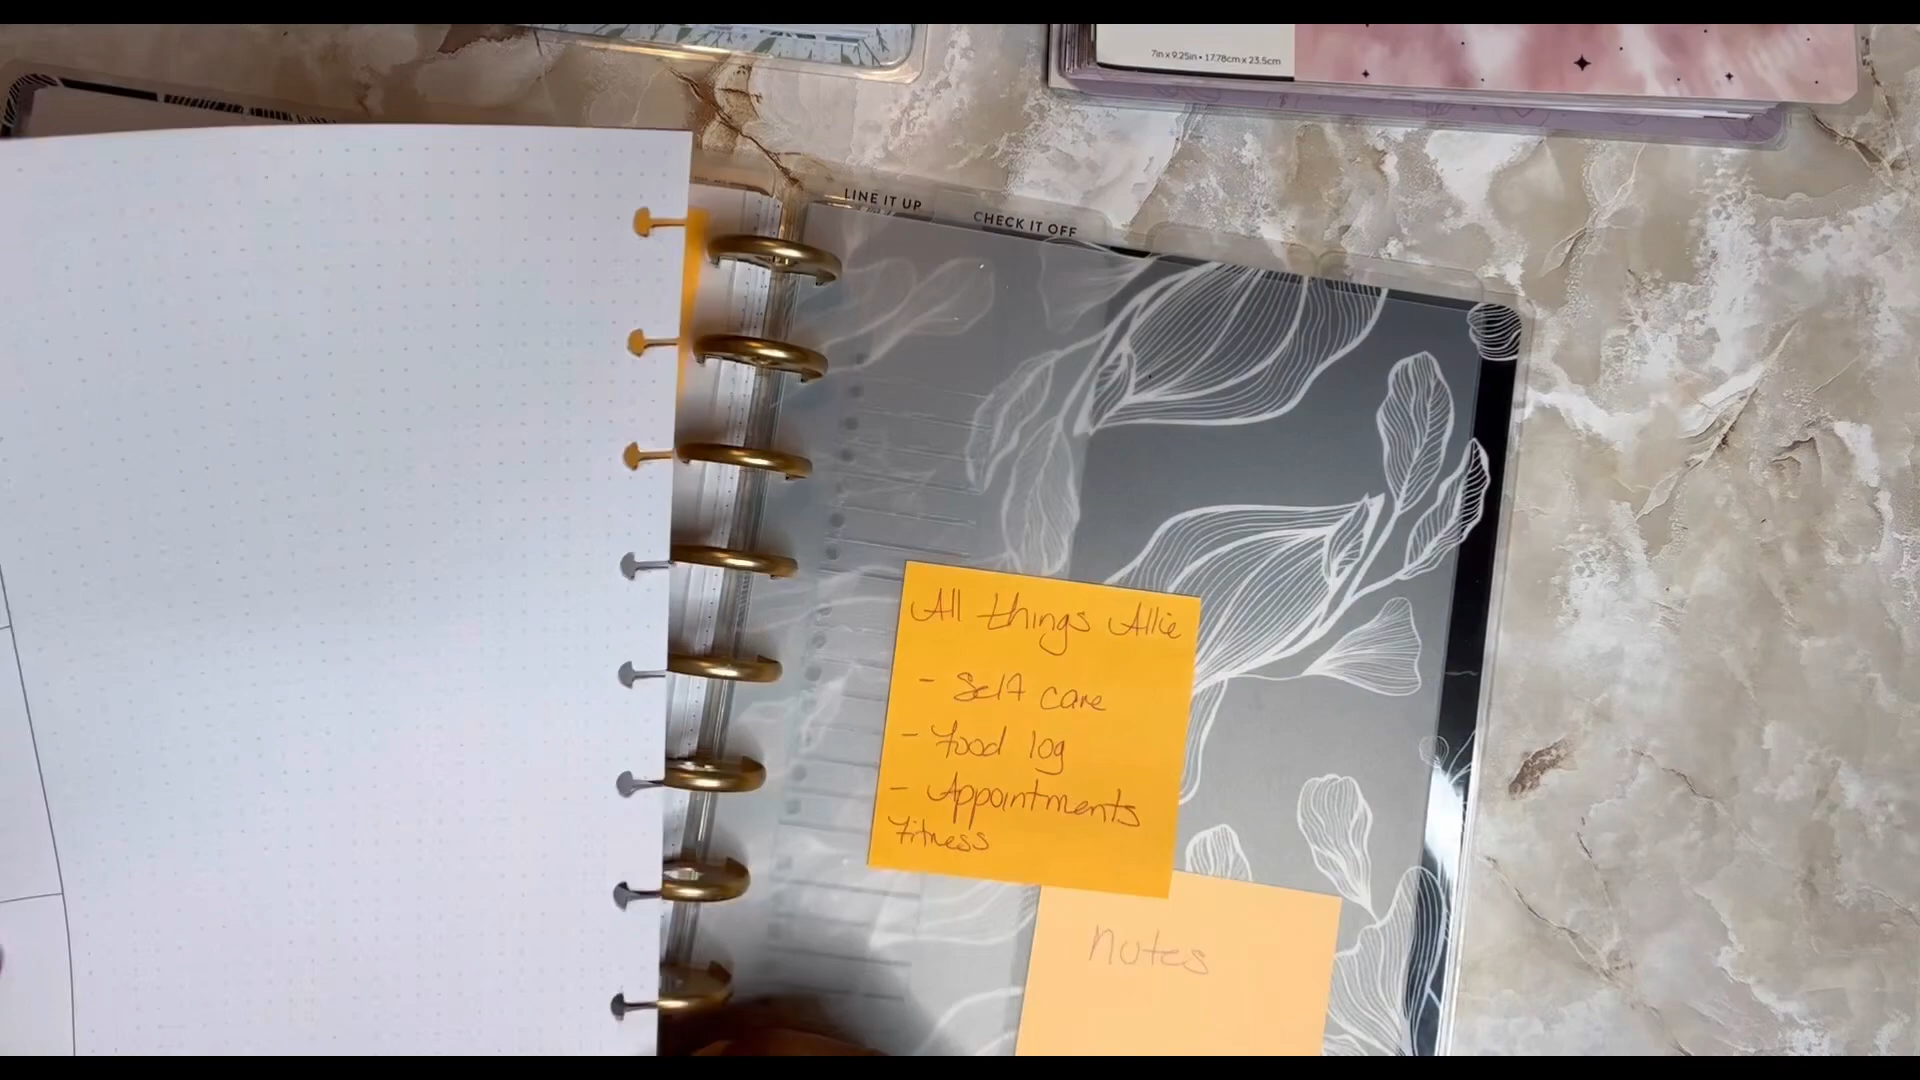 7in x 9.25in • 17.78cm x 23.5cm
LINE IT UP
CHECK IT OFF
All things Allie
- Self care
- Food log
- Appointments
Fitness
Notes